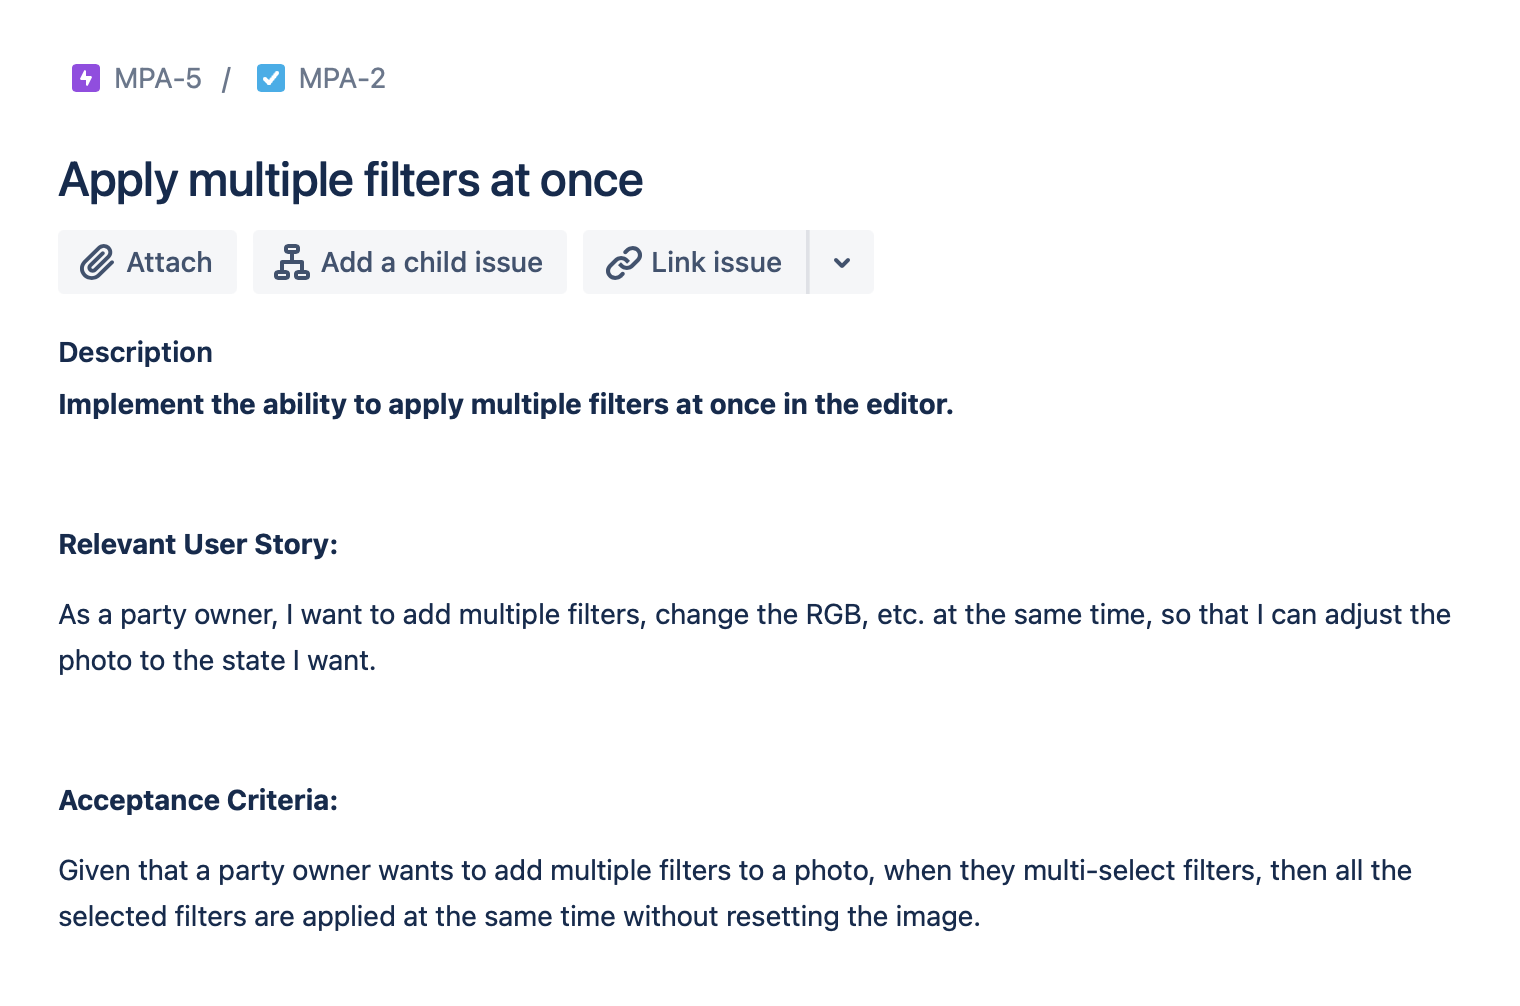 MPA-5 / MPA-2
Apply multiple filters at once
Attach Add a child issue Link issue
Description
Implement the ability to apply multiple filters at once in the editor.
Relevant User Story:
As a party owner, I want to add multiple filters, change the RGB, etc. at the same time, so that I can adjust the
photo to the state I want.
Acceptance Criteria:
Given that a party owner wants to add multiple filters to a photo, when they multi-select filters, then all the
selected filters are applied at the same time without resetting the image.